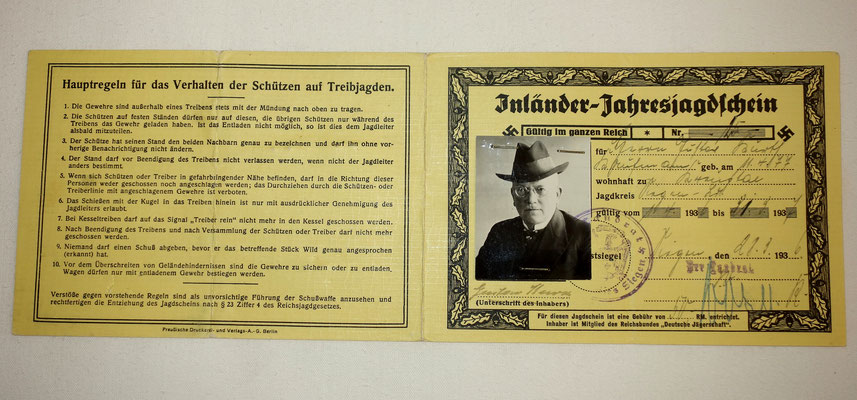 Hauptregeln für das Verhalten der Schützen auf Treibjagden.
1. Die Gewehre sind außerhalb eines Treibens stets mit der Mündung nach oben zu tragen.
2. Die Schützen auf festen Ständen dürfen nur auf diesen, die übrigen Schützen nur während des
Treibens das Gewehr geladen haben. Ist das Entladen nicht möglich, so ist dies dem Jagdleiter
alsbald mitzuteilen.
3. Der Schütze hat seinen Stand den beiden Nachbarn genau zu bezeichnen und darf ihn ohne vor-
herige Benachrichtigung nicht ändern.
4. Der Stand darf vor Beendigung des Treibens nicht verlassen werden, wenn nicht der Jagdleiter
anders bestimmt.
5. Wenn sich Schützen oder Treiber in gefahrbringender Nähe befinden, darf in die Richtung dieser
Personen weder geschossen noch angeschlagen werden; das Durchziehen durch die Schützen- oder
Treiberlinie mit angeschlagenem Gewehre ist verboten.
6. Das Schießen mit der Kugel in das Treiben hinein ist nur mit ausdrücklicher Genehmigung des
Jagdleiters erlaubt.
7. Bei Kesseltreiben darf auf das Signal „Treiber rein" nicht mehr in den Kessel geschossen werden.
8. Nach Beendigung des Treibens und nach Versammlung der Schützen oder Treiber darf nicht mehr
geschossen werden.
9. Niemand darf einen Schuß abgeben, bevor er das betreffende Stück Wild genau angesprochen
(erkannt) hat.
10. Vor dem Überschreiten von Geländehindernissen sind die Gewehre zu sichern oder zu entladen,
Wagen dürfen nur mit entladenem Gewehr bestiegen werden.
Verstöße gegen vorstehende Regeln sind als unvorsichtige Führung der Schußwaffe anzusehen und
rechtfertigen die Entziehung des Jagdscheins nach § 23 Ziffer 4 des Reichsjagdgesetzes.
Preußische Druckerei- und Verlags-A.-G. Berlin
Inländer-Jahresjagdschein
Gültig im ganzen Reich * Nr.
für Herrn
geb. am
wohnhaft zu
Jagdkreis Siegen
gültig vom 193 bis 193
stsiegel Siegen, den 193
Der Landrat
(Unterschrift des Inhabers)
Für diesen Jagdschein ist eine Gebühr von RM. entrichtet.
Inhaber ist Mitglied des Reichsbundes „Deutsche Jägerschaft".